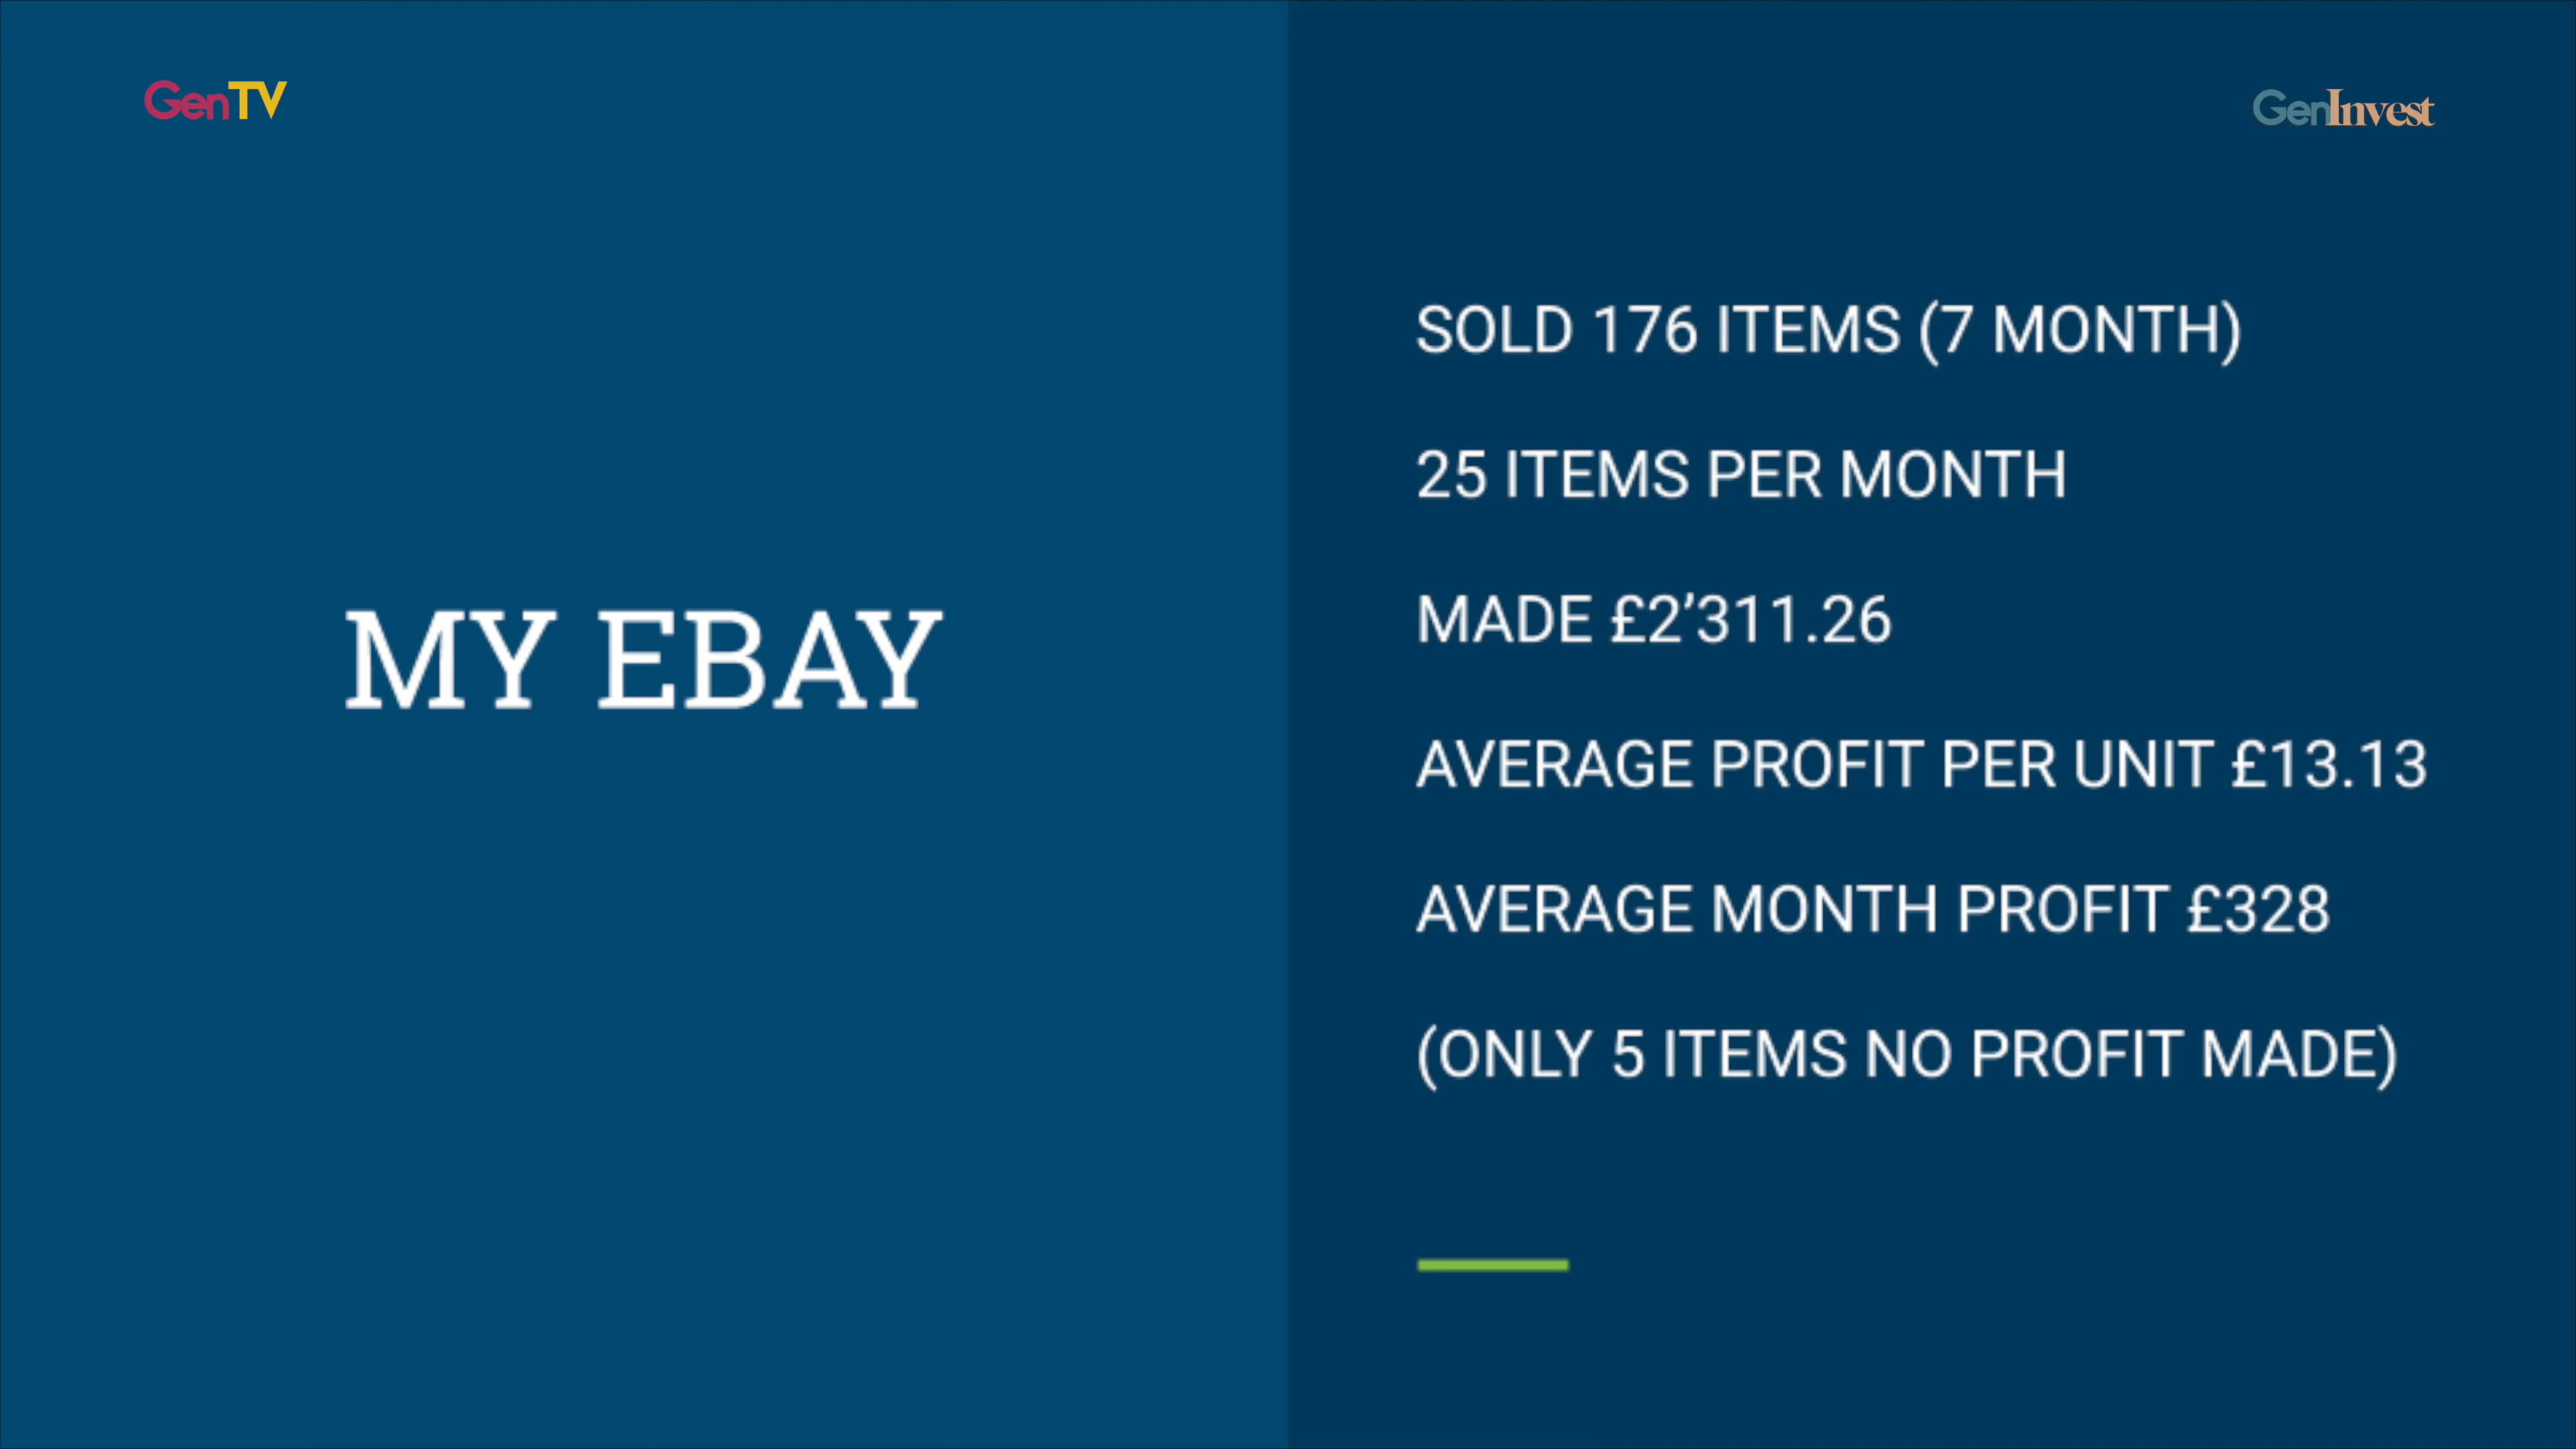 GenTV
GenInvest
MY EBAY
SOLD 176 ITEMS (7 MONTH)
25 ITEMS PER MONTH
MADE £2’311.26
AVERAGE PROFIT PER UNIT £13.13
AVERAGE MONTH PROFIT £328
(ONLY 5 ITEMS NO PROFIT MADE)